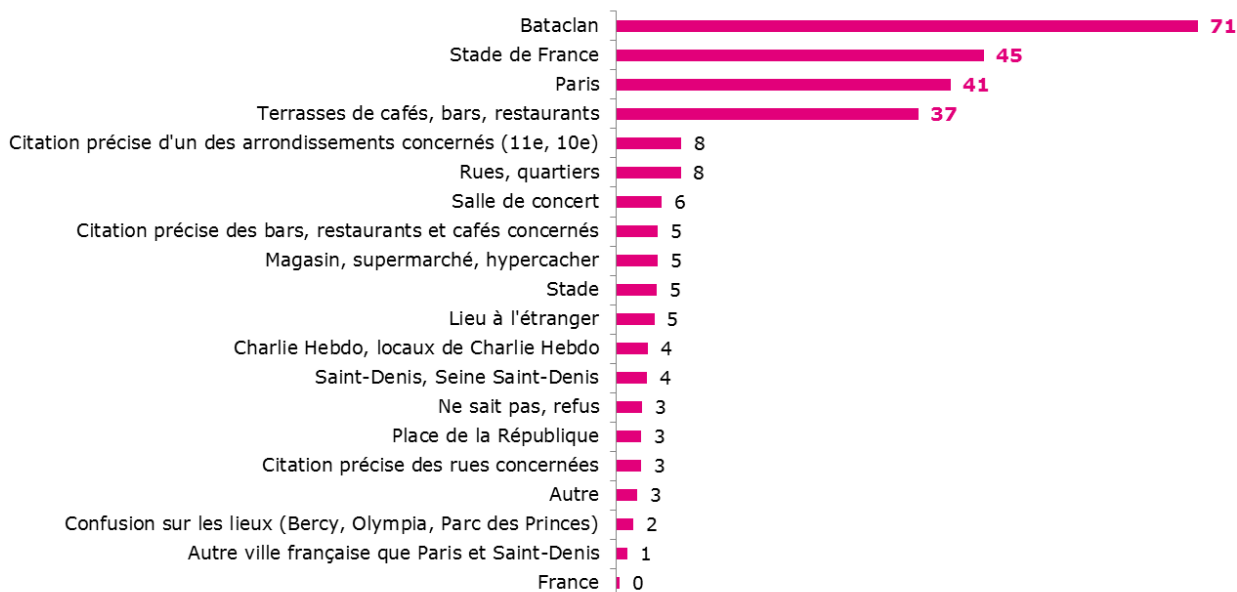 Bataclan 71
Stade de France 45
Paris 41
Terrasses de cafés, bars, restaurants 37
Citation précise d'un des arrondissements concernés (11e, 10e) 8
Rues, quartiers 8
Salle de concert 6
Citation précise des bars, restaurants et cafés concernés 5
Magasin, supermarché, hypercacher 5
Stade 5
Lieu à l'étranger 5
Charlie Hebdo, locaux de Charlie Hebdo 4
Saint-Denis, Seine Saint-Denis 4
Ne sait pas, refus 3
Place de la République 3
Citation précise des rues concernées 3
Autre 3
Confusion sur les lieux (Bercy, Olympia, Parc des Princes) 2
Autre ville française que Paris et Saint-Denis 1
France 0